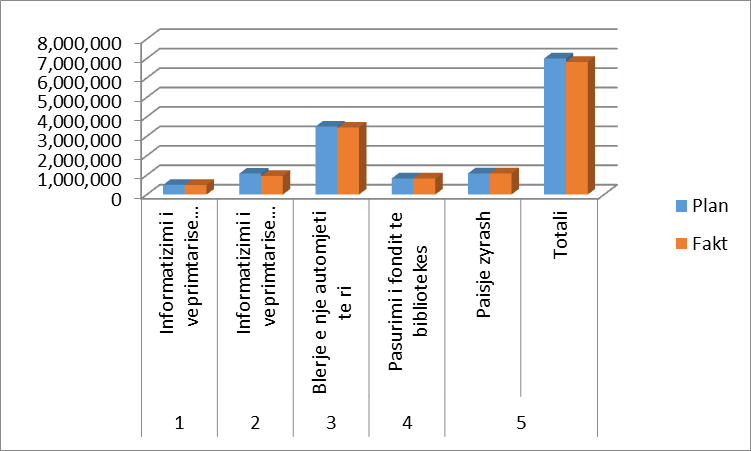 8,000,000
7,000,000
6,000,000
5,000,000
4,000,000
3,000,000
2,000,000
1,000,000
0
Informatizimi i
veprimtarise...
Informatizimi i
veprimtarise...
Blerje e nje automjeti
te ri
Pasurimi i fondit te
bibliotekes
Paisje zyrash
Totali
1
2
3
4
5
Plan
Fakt